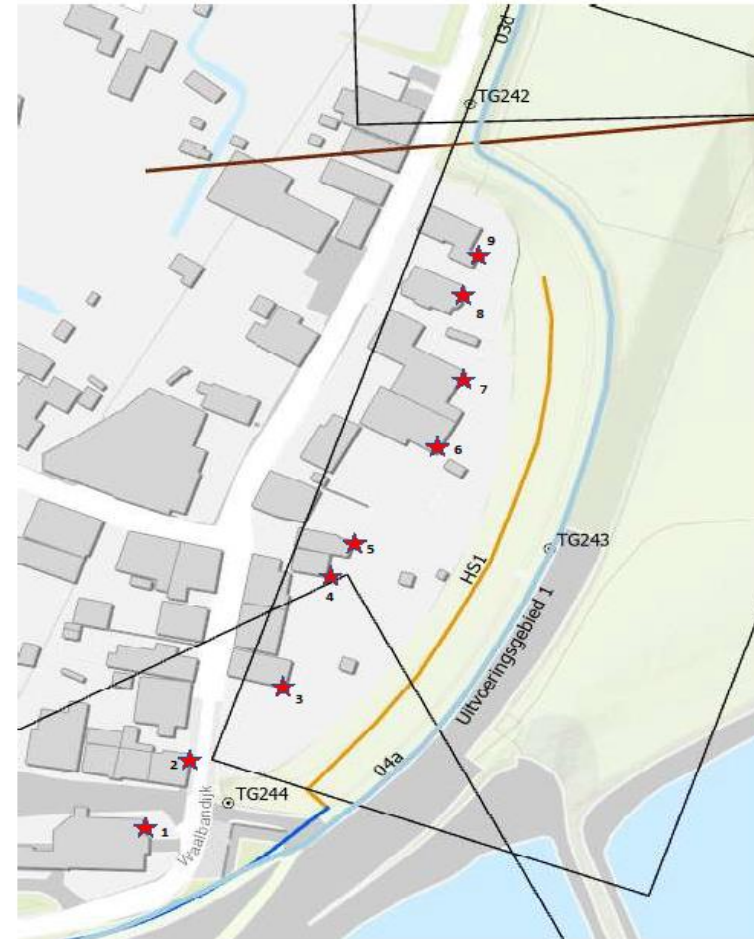 03d
TG242
9
8
7
6
5
TG243
4
HS1
Uitvoeringsgebied 1
3
2
04a
TG244
1
Waalbandijk